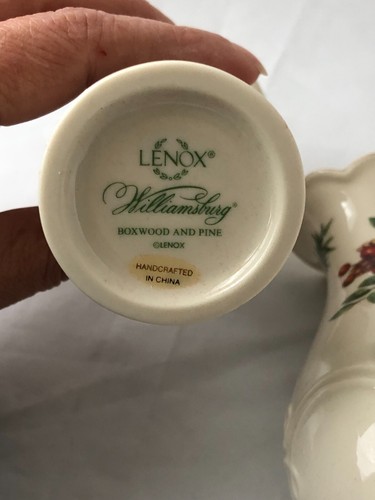 LENOX®
Williamsburg®
BOXWOOD AND PINE
©LENOX
HANDCRAFTED
IN CHINA